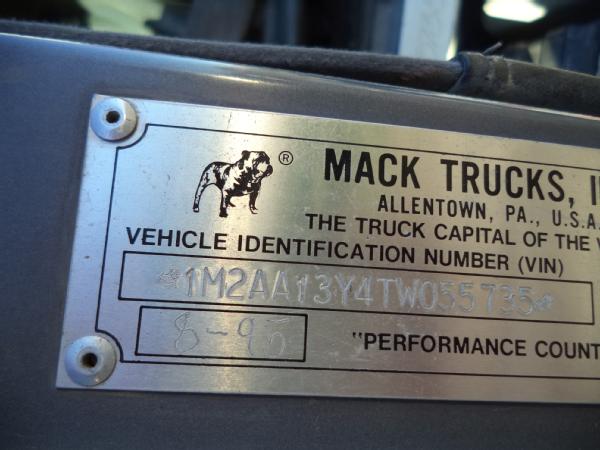 ®
MACK TRUCKS, I
ALLENTOWN, PA., U.S.A.
THE TRUCK CAPITAL OF THE
VEHICLE IDENTIFICATION NUMBER (VIN)
*1M2AA13Y4TW055735*
8-95
"PERFORMANCE COUNT